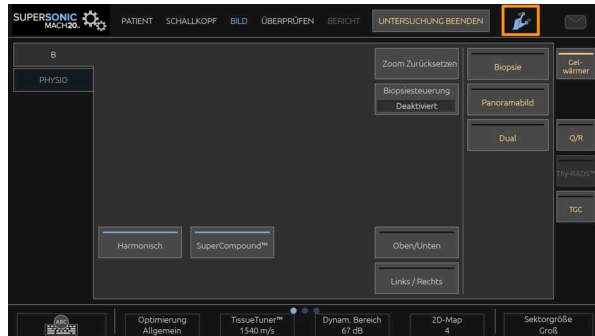 SUPERSONIC
MACH20.
PATIENT
SCHALLKOPF
BILD
ÜBERPRÜFEN
BERICHT
UNTERSUCHUNG BEENDEN
B
PHYSIO
Zoom Zurücksetzen
Biopsiesteuerung
Deaktiviert
Biopsie
Panoramabild
Dual
Gel-
wärmer
Q/R
Thy-RADS™
TGC
Harmonisch
SuperCompound™
Oben/Unten
Links / Rechts
ABC
Optimierung
Allgemein
TissueTuner™
1540 m/s
Dynam. Bereich
67 dB
2D-Map
4
Sektorgröße
Groß